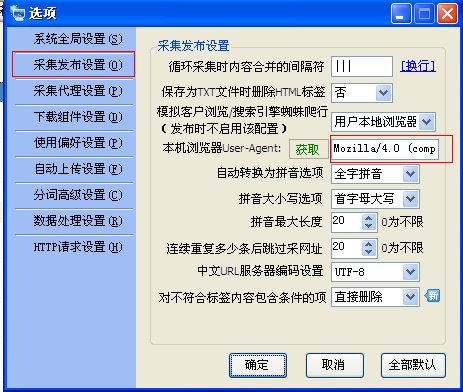 选项
系统全局设置(S)
采集发布设置(O)
采集代理设置(I)
下载组件设置(D)
使用偏好设置(P)
自动上传设置(A)
分词高级设置(C)
数据处理设置(R)
HTTP请求设置(H)
采集发布设置
循环采集时内容合并的间隔符 ||| [换行]
保存为TXT文件时删除HTML标签 否
模拟客户浏览/搜索引擎蜘蛛爬行
(发布时不启用该配置) 用户本地浏览器
本机浏览器User-Agent: 获取 Mozilla/4.0 (comp
自动转换为拼音选项 全字拼音
拼音大小写选项 首字母大写
拼音最大长度 20 0为不限
连续重复多少条后跳过采网址 20 0为不限
中文URL服务器编码设置 UTF-8
对不符合标签内容包含条件的项 直接删除 新
确定 取消 全部默认